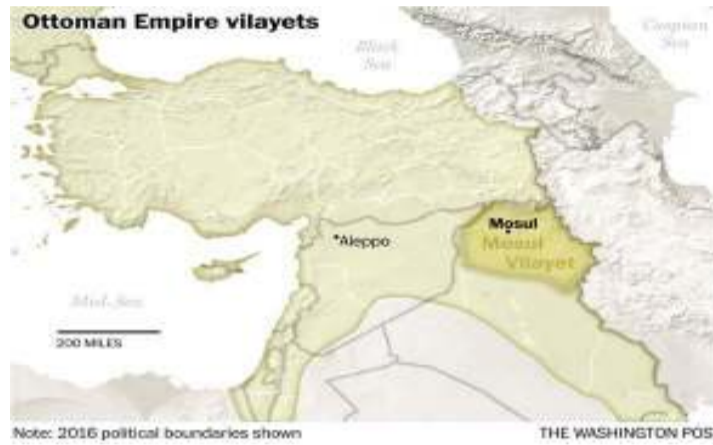 Ottoman Empire vilayets
Black
Sea
Caspian
Sea
Mosul
Mosul
Vilayet
*Aleppo
Med. Sea
200 MILES
Note: 2016 political boundaries shown
THE WASHINGTON POS